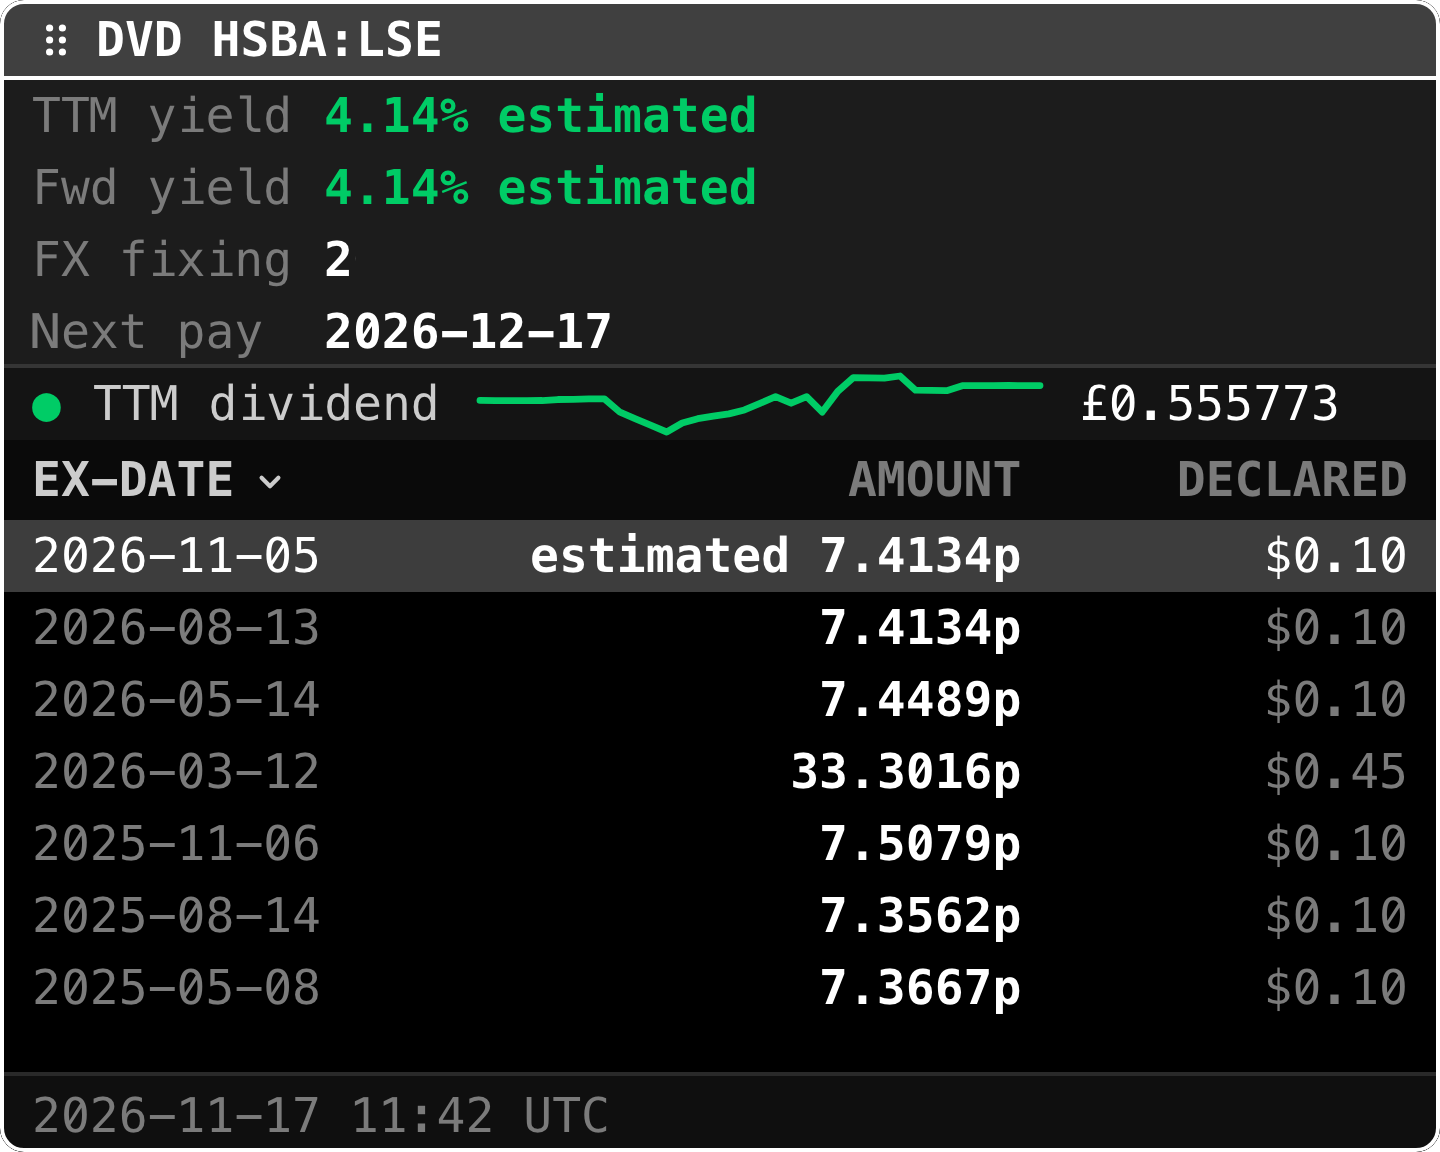 DVD HSBA:LSE
TTM yield 4.14% estimated
Fwd yield 4.14% estimated
FX fixing 2
Next pay 2026-12-17
TTM dividend £0.555773
EX-DATE AMOUNT DECLARED
2026-11-05 estimated 7.4134p $0.10
2026-08-13 7.4134p $0.10
2026-05-14 7.4489p $0.10
2026-03-12 33.3016p $0.45
2025-11-06 7.5079p $0.10
2025-08-14 7.3562p $0.10
2025-05-08 7.3667p $0.10
2026-11-17 11:42 UTC